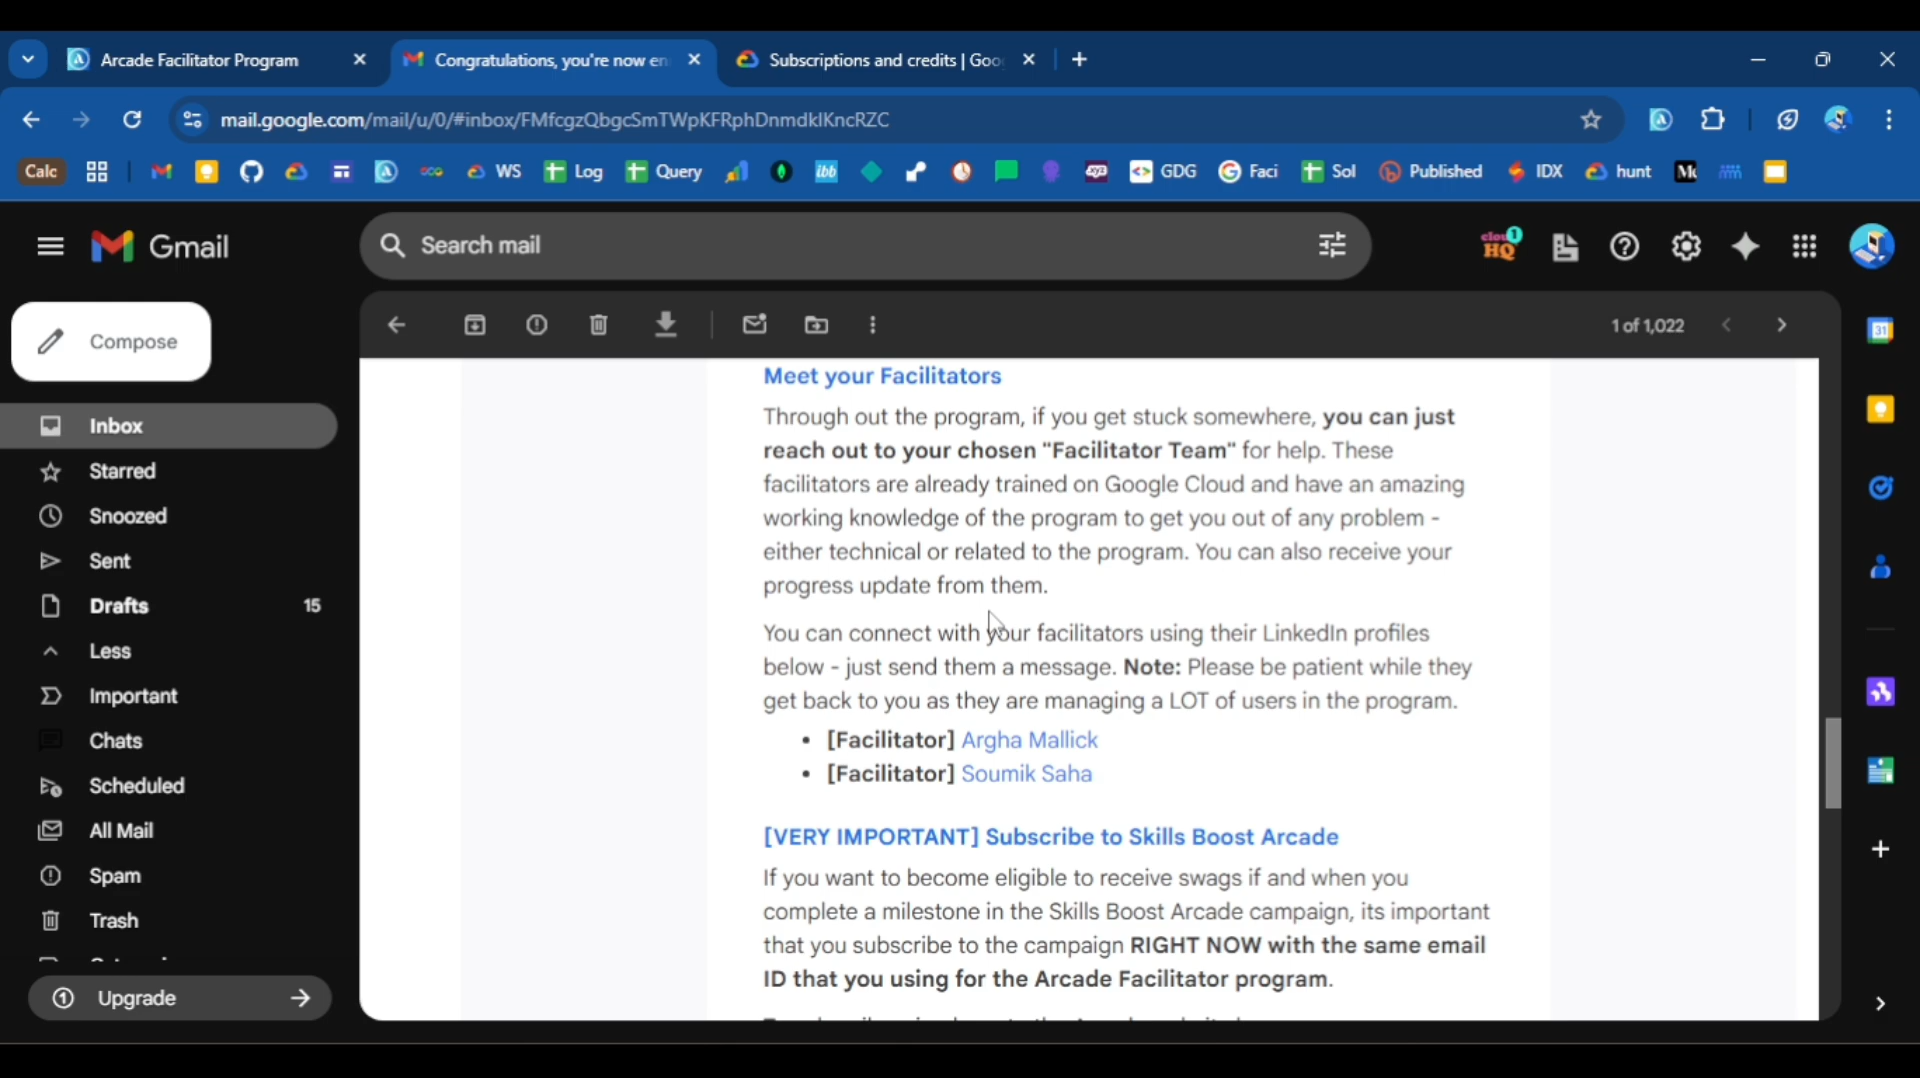 Arcade Facilitator Program
Congratulations, you're now en
Subscriptions and credits | Goo
mail.google.com/mail/u/0/#inbox/FMfcgzQbgcSmTWpKFRphDnmdklKncRZC
Calc
WS
Log
Query
ibb
xyz
GDG
Faci
Sol
Published
IDX
hunt
Gmail
Search mail
cloud
HQ
1
Compose
1 of 1,022
31
Inbox
Starred
Snoozed
Sent
Drafts 15
Less
Important
Chats
Scheduled
All Mail
Spam
Trash
Upgrade
Meet your Facilitators
Through out the program, if you get stuck somewhere, you can just
reach out to your chosen "Facilitator Team" for help. These
facilitators are already trained on Google Cloud and have an amazing
working knowledge of the program to get you out of any problem -
either technical or related to the program. You can also receive your
progress update from them.
You can connect with your facilitators using their LinkedIn profiles
below - just send them a message. Note: Please be patient while they
get back to you as they are managing a LOT of users in the program.
• [Facilitator] Argha Mallick
• [Facilitator] Soumik Saha
[VERY IMPORTANT] Subscribe to Skills Boost Arcade
If you want to become eligible to receive swags if and when you
complete a milestone in the Skills Boost Arcade campaign, its important
that you subscribe to the campaign RIGHT NOW with the same email
ID that you using for the Arcade Facilitator program.